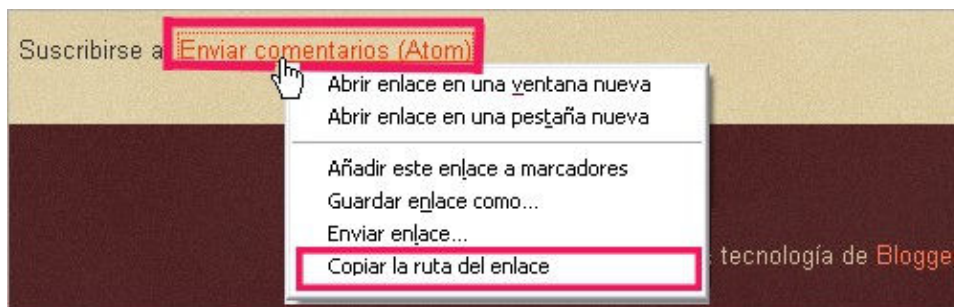 Suscribirse a: Enviar comentarios (Atom)
Abrir enlace en una ventana nueva
Abrir enlace en una pestaña nueva
Añadir este enlace a marcadores
Guardar enlace como...
Enviar enlace...
Copiar la ruta del enlace
tecnología de Blogge